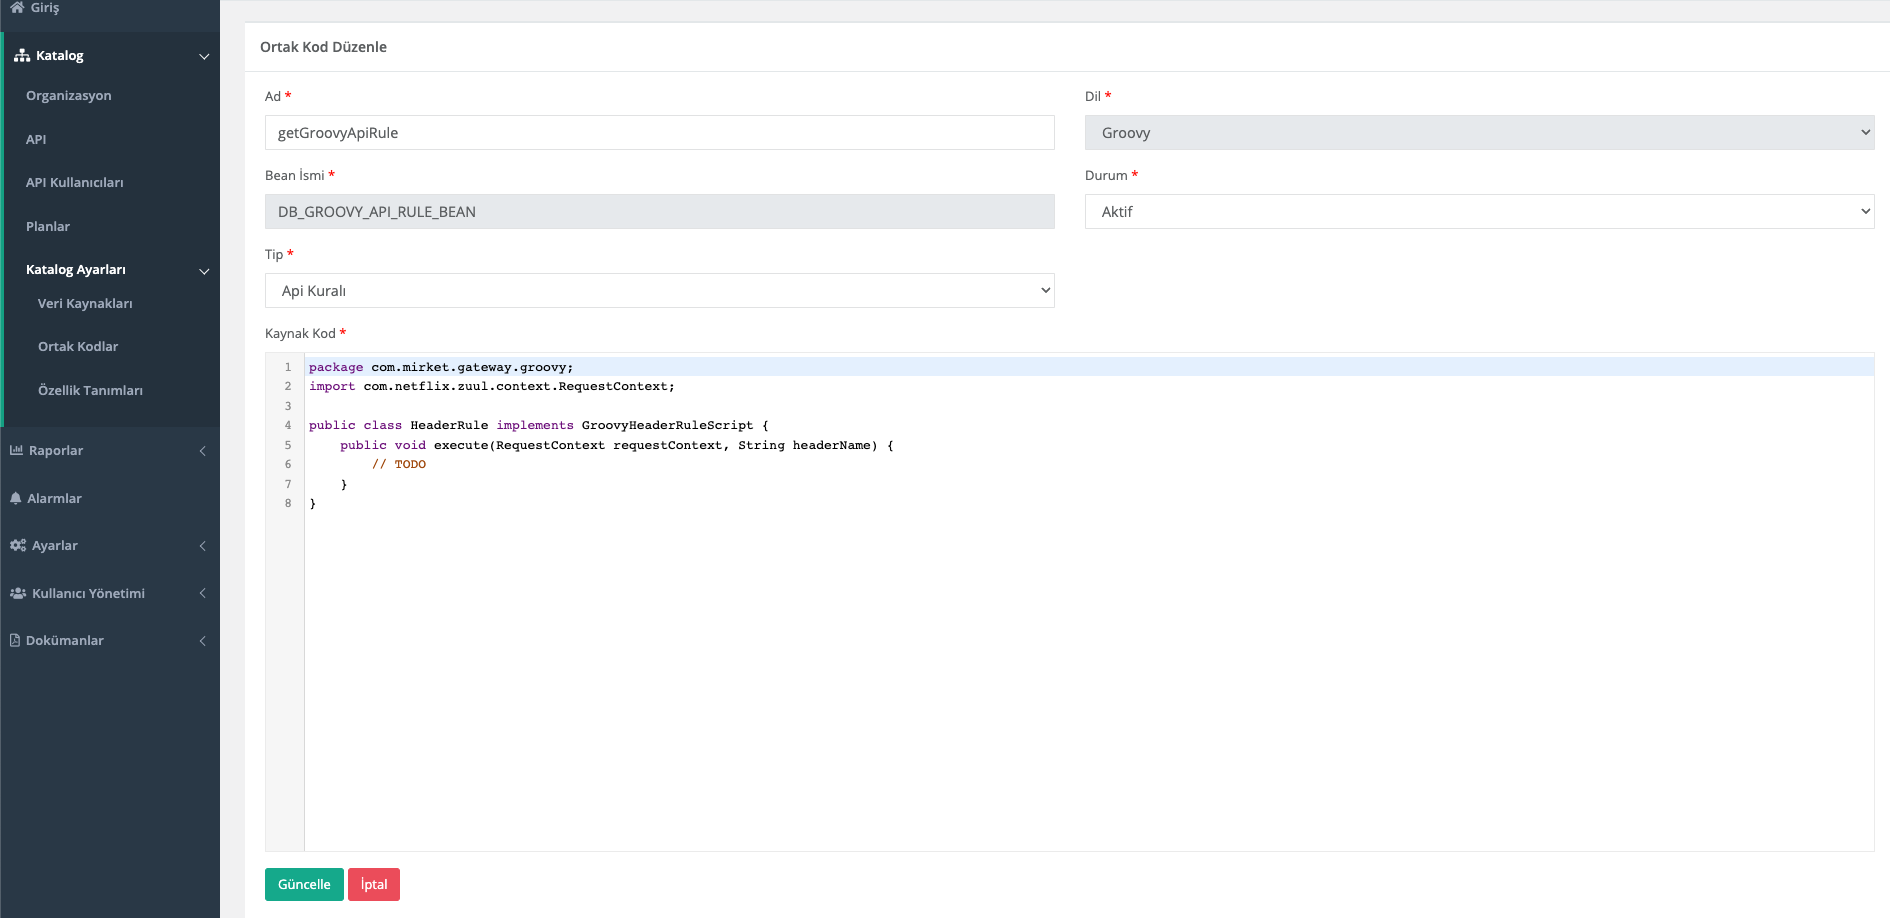 Giriş
Katalog
Organizasyon
API
API Kullanıcıları
Planlar
Katalog Ayarları
Veri Kaynakları
Ortak Kodlar
Özellik Tanımları
Raporlar
Alarmlar
Ayarlar
Kullanıcı Yönetimi
Dokümanlar
Ortak Kod Düzenle
Ad *
getGroovyApiRule
Dil *
Groovy
Bean İsmi *
DB_GROOVY_API_RULE_BEAN
Durum *
Aktif
Tip *
Api Kuralı
Kaynak Kod *
1 package com.mirket.gateway.groovy;
2 import com.netflix.zuul.context.RequestContext;
3
4 public class HeaderRule implements GroovyHeaderRuleScript {
5     public void execute(RequestContext requestContext, String headerName) {
6         // TODO
7     }
8 }
Güncelle
İptal